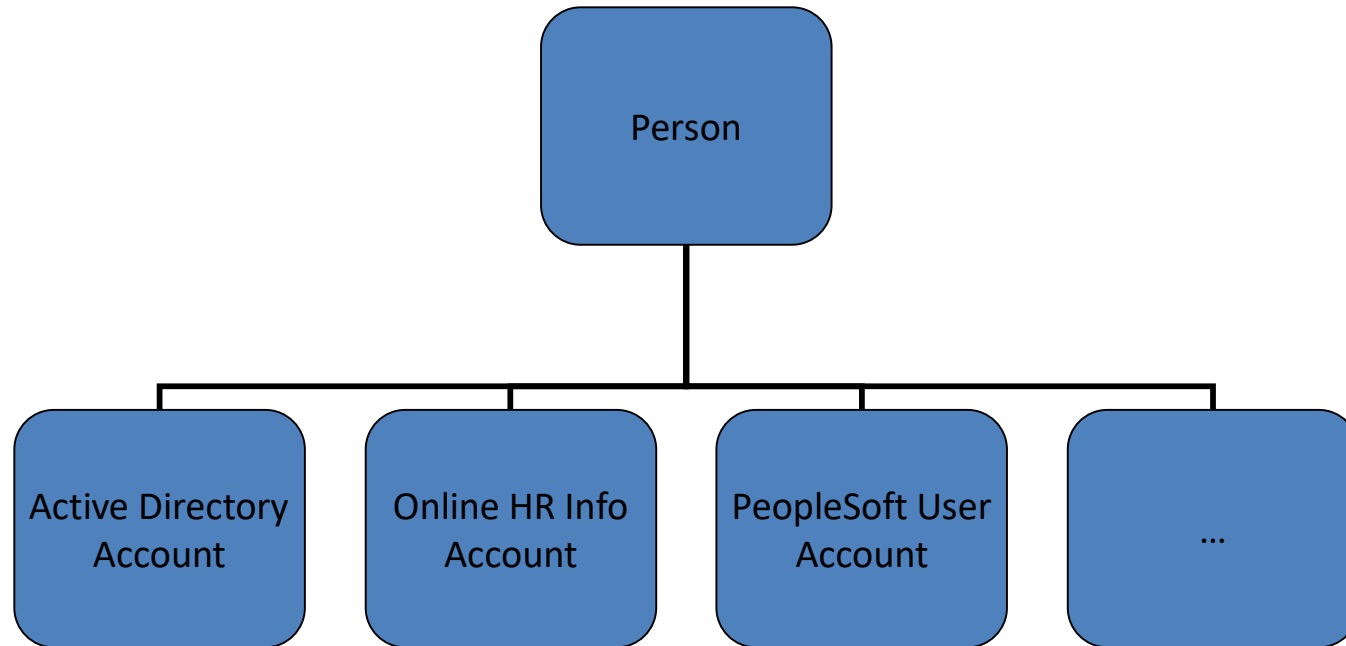 Person
Active Directory
Account
Online HR Info
Account
PeopleSoft User
Account
...